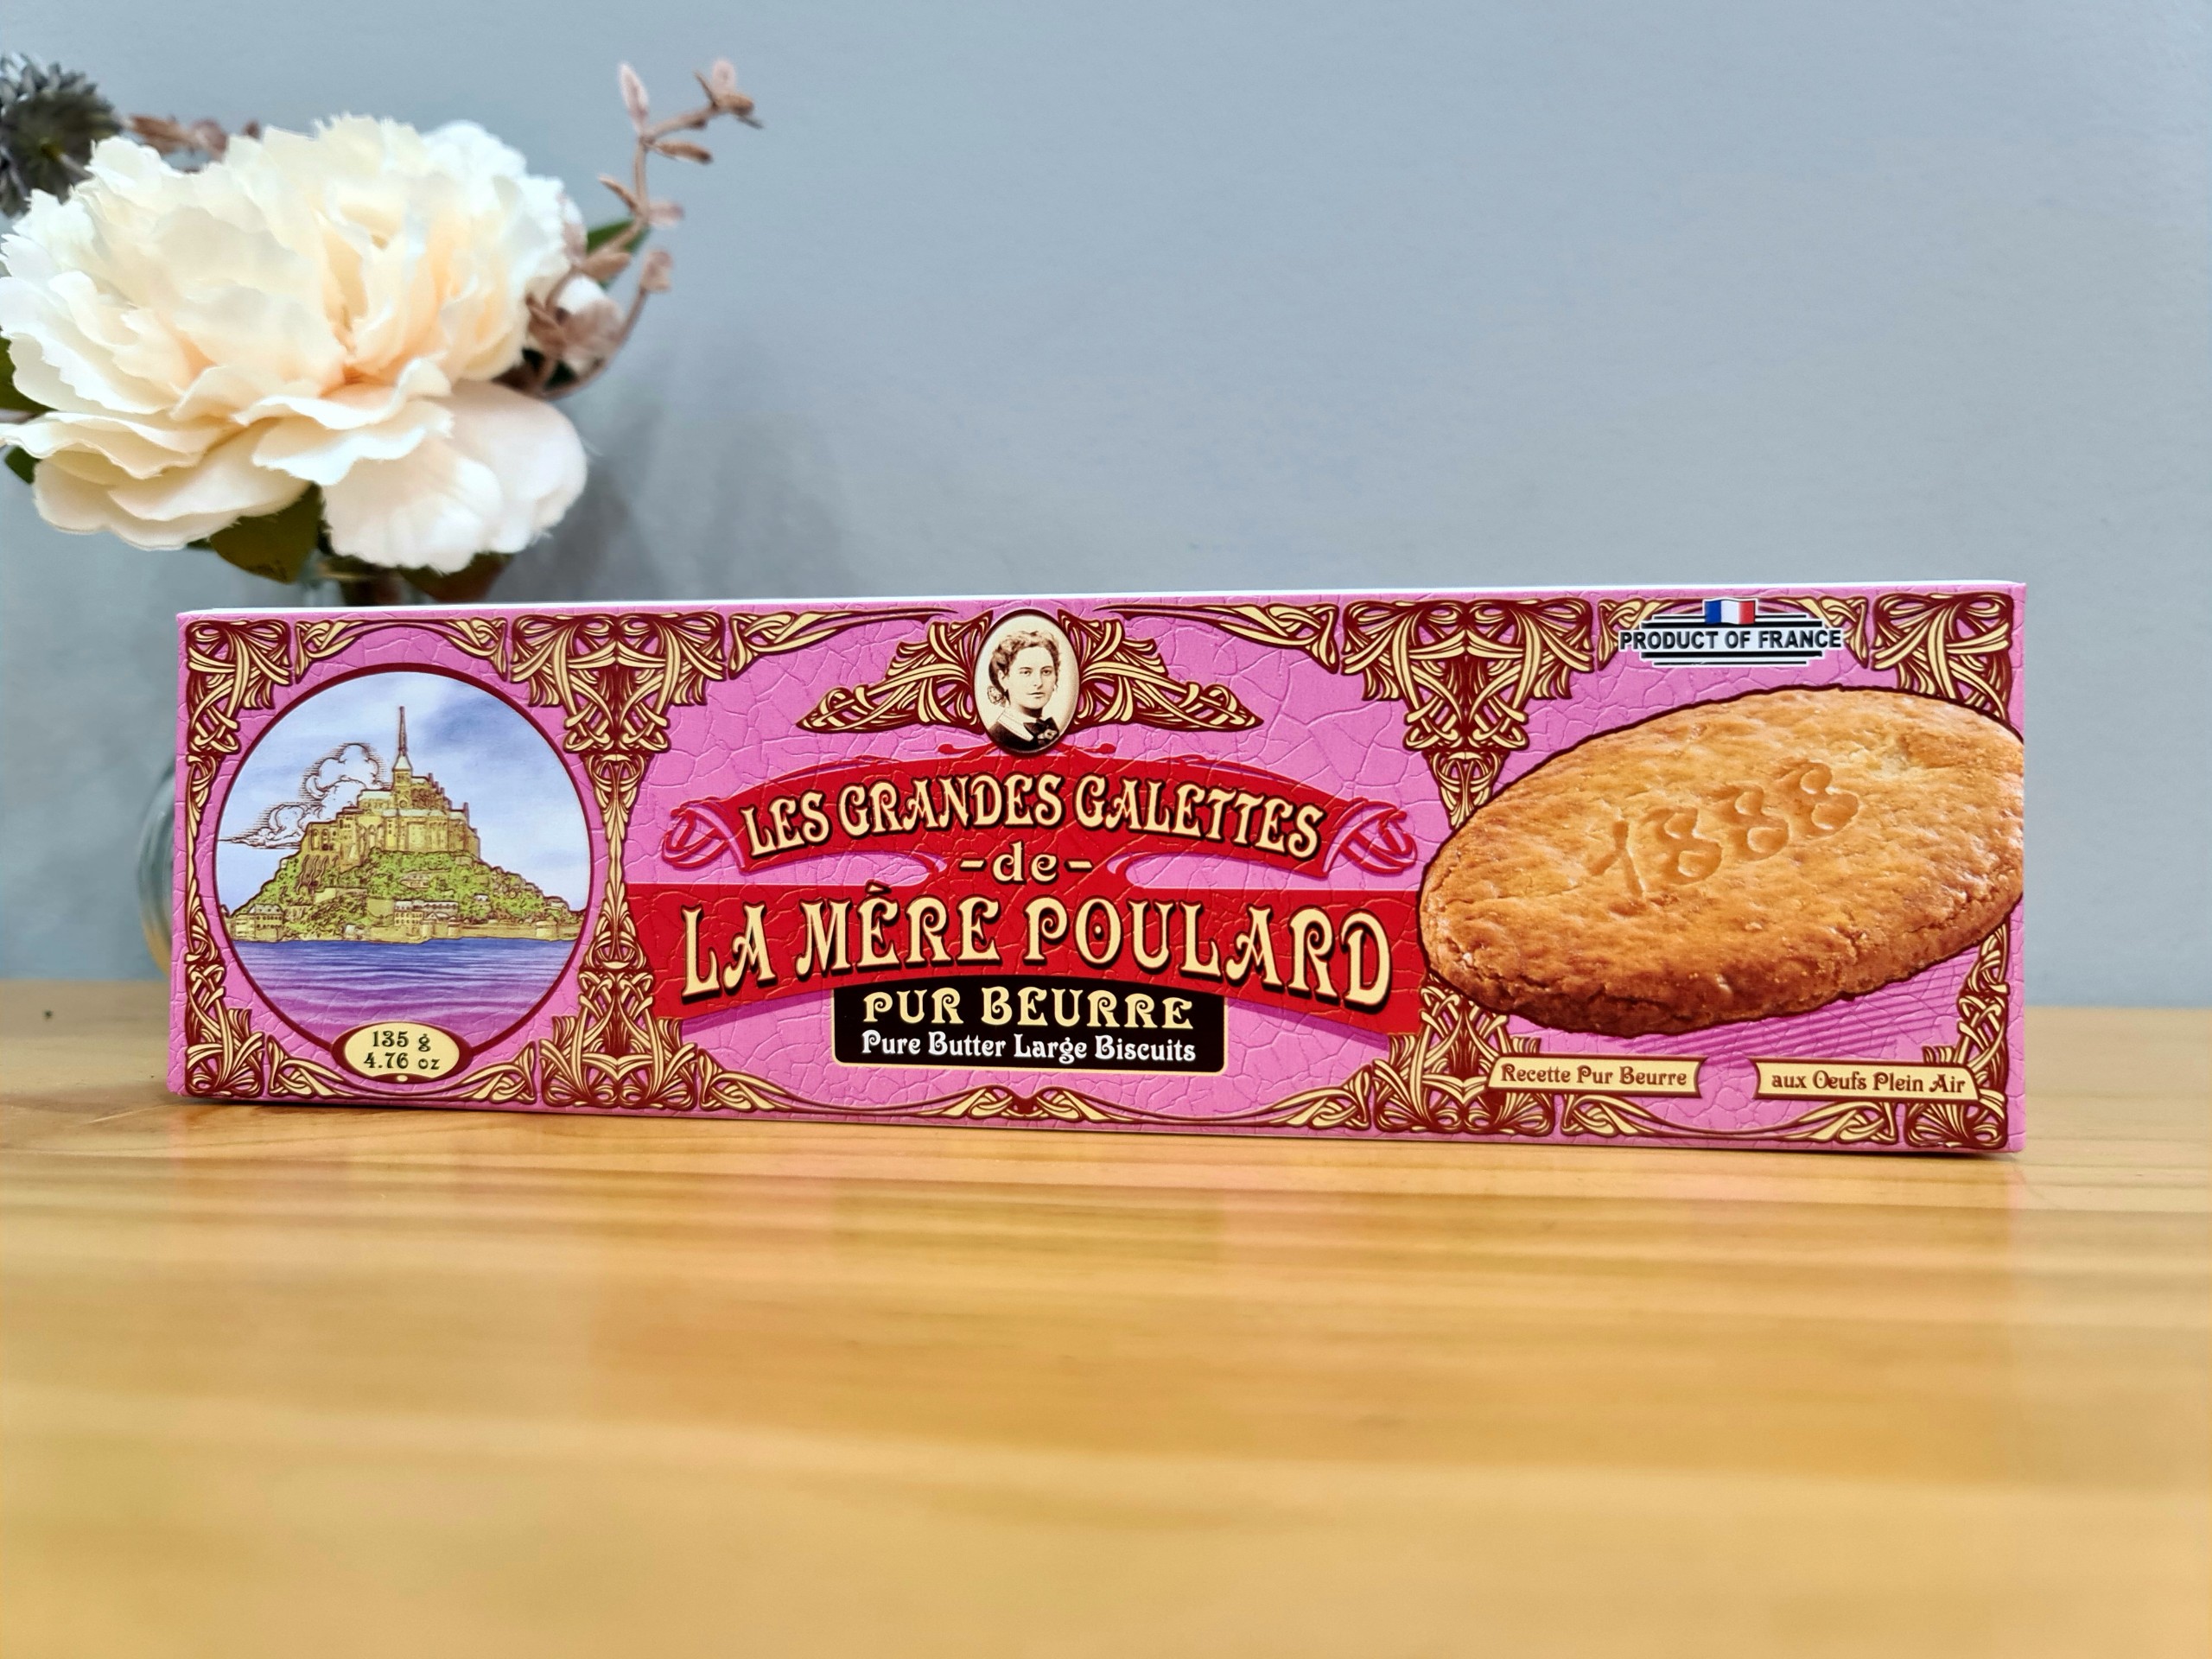 PRODUCT OF FRANCE
LES GRANDES GALETTES
-de-
LA MÈRE POULARD
PUR BEURRE
Pure Butter Large Biscuits
1888
135 g
4.76 oz
Recette Pur Beurre
aux Oeufs Plein Air